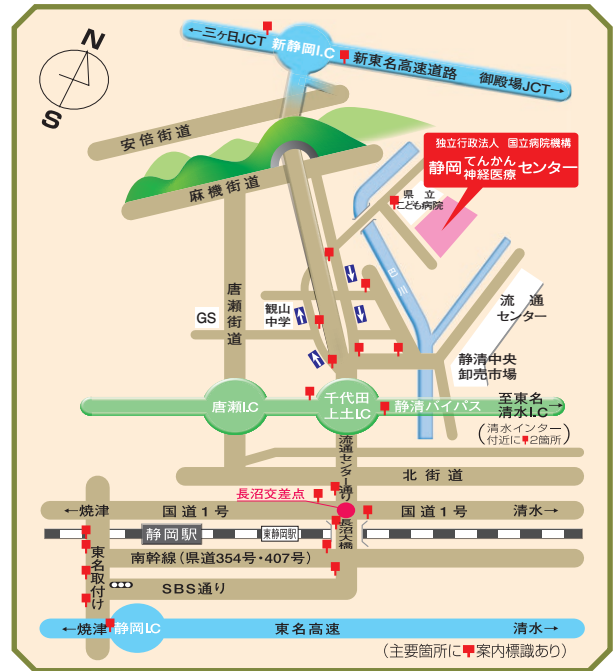 N
S
←三ヶ日JCT
新静岡I.C
新東名高速道路
御殿場JCT→
安倍街道
麻機街道
独立行政法人 国立病院機構
静岡てんかん神経医療センター
県立
こども病院
巴川
唐瀬街道
GS
観山
中学
流通
センター
静清中央
卸売市場
唐瀬I.C
千代田
上土I.C
静清バイパス
至東名
清水I.C→
(清水インター
付近に2箇所)
流通センター通り
北街道
長沼交差点
←焼津
国道1号
国道1号
清水→
静岡駅
東静岡駅
長沼大橋
東名取付け
南幹線(県道354号・407号)
SBS通り
←焼津
静岡I.C
東名高速
清水→
(主要箇所に案内標識あり)